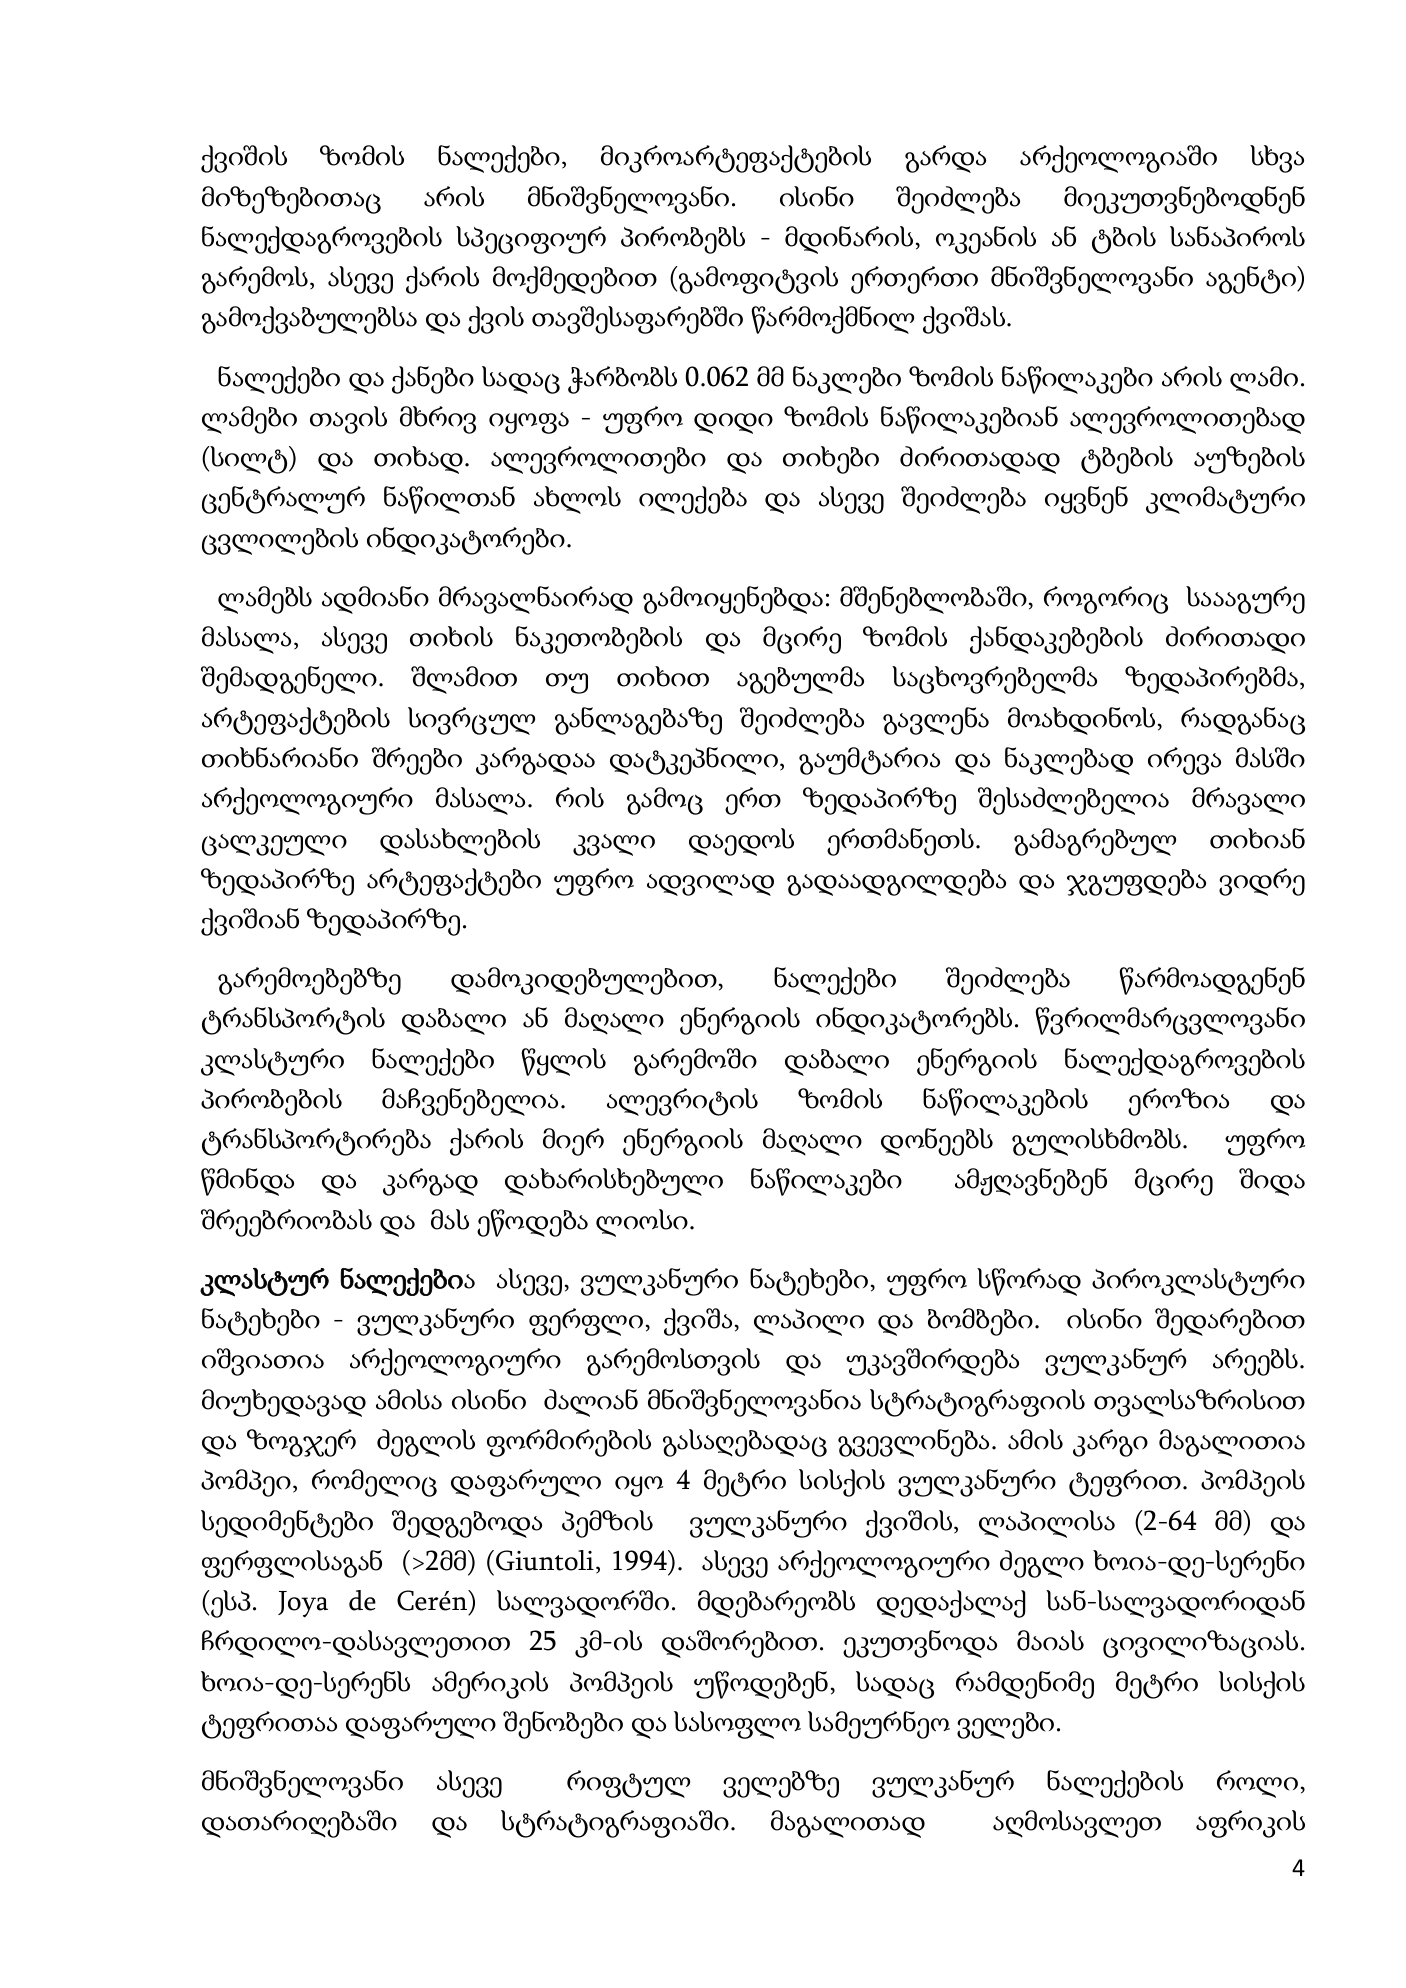 ქვიშის ზომის ნალექები, მიკროარტეფაქტების გარდა არქეოლოგიაში სხვა
მიზეზებითაც არის მნიშვნელოვანი. ისინი შეიძლება მიეკუთვნებოდნენ
ნალექდაგროვების სპეციფიურ პირობებს - მდინარის, ოკეანის ან ტბის სანაპიროს
გარემოს, ასევე ქარის მოქმედებით (გამოფიტვის ერთერთი მნიშვნელოვანი აგენტი)
გამოქვაბულებსა და ქვის თავშესაფარებში წარმოქმნილ ქვიშას.
ნალექები და ქანები სადაც ჭარბობს 0.062 მმ ნაკლები ზომის ნაწილაკები არის ლამი.
ლამები თავის მხრივ იყოფა - უფრო დიდი ზომის ნაწილაკებიან ალევროლითებად
(სილტ) და თიხად. ალევროლითები და თიხები ძირითადად ტბების აუზების
ცენტრალურ ნაწილთან ახლოს ილექება და ასევე შეიძლება იყვნენ კლიმატური
ცვლილების ინდიკატორები.
ლამებს ადმიანი მრავალნაირად გამოიყენებდა: მშენებლობაში, როგორიც საააგურე
მასალა, ასევე თიხის ნაკეთობების და მცირე ზომის ქანდაკებების ძირითადი
შემადგენელი. შლამით თუ თიხით აგებულმა საცხოვრებელმა ზედაპირებმა,
არტეფაქტების სივრცულ განლაგებაზე შეიძლება გავლენა მოახდინოს, რადგანაც
თიხნარიანი შრეები კარგადაა დატკეპნილი, გაუმტარია და ნაკლებად ირევა მასში
არქეოლოგიური მასალა. რის გამოც ერთ ზედაპირზე შესაძლებელია მრავალი
ცალკეული დასახლების კვალი დაედოს ერთმანეთს. გამაგრებულ თიხიან
ზედაპირზე არტეფაქტები უფრო ადვილად გადაადგილდება და ჯგუფდება ვიდრე
ქვიშიან ზედაპირზე.
გარემოებებზე დამოკიდებულებით, ნალექები შეიძლება წარმოადგენენ
ტრანსპორტის დაბალი ან მაღალი ენერგიის ინდიკატორებს. წვრილმარცვლოვანი
კლასტური ნალექები წყლის გარემოში დაბალი ენერგიის ნალექდაგროვების
პირობების მაჩვენებელია. ალევრიტის ზომის ნაწილაკების ეროზია და
ტრანსპორტირება ქარის მიერ ენერგიის მაღალი დონეებს გულისხმობს. უფრო
წმინდა და კარგად დახარისხებული ნაწილაკები ამჟღავნებენ მცირე შიდა
შრეებრიობას და მას ეწოდება ლიოსი.
კლასტურ ნალექებია ასევე, ვულკანური ნატეხები, უფრო სწორად პიროკლასტური
ნატეხები - ვულკანური ფერფლი, ქვიშა, ლაპილი და ბომბები. ისინი შედარებით
იშვიათია არქეოლოგიური გარემოსთვის და უკავშირდება ვულკანურ არეებს.
მიუხედავად ამისა ისინი ძალიან მნიშვნელოვანია სტრატიგრაფიის თვალსაზრისით
და ზოგჯერ ძეგლის ფორმირების გასაღებადაც გვევლინება. ამის კარგი მაგალითია
პომპეი, რომელიც დაფარული იყო 4 მეტრი სისქის ვულკანური ტეფრით. პომპეის
სედიმენტები შედგებოდა პემზის ვულკანური ქვიშის, ლაპილისა (2-64 მმ) და
ფერფლისაგან (>2მმ) (Giuntoli, 1994). ასევე არქეოლოგიური ძეგლი ხოია-დე-სერენი
(ესპ. Joya de Cerén) სალვადორში. მდებარეობს დედაქალაქ სან-სალვადორიდან
ჩრდილო-დასავლეთით 25 კმ-ის დაშორებით. ეკუთვნოდა მაიას ცივილიზაციას.
ხოია-დე-სერენს ამერიკის პომპეის უწოდებენ, სადაც რამდენიმე მეტრი სისქის
ტეფრითაა დაფარული შენობები და სასოფლო სამეურნეო ველები.
მნიშვნელოვანი ასევე რიფტულ ველებზე ვულკანურ ნალექების როლი,
დათარიღებაში და სტრატიგრაფიაში. მაგალითად აღმოსავლეთ აფრიკის
4